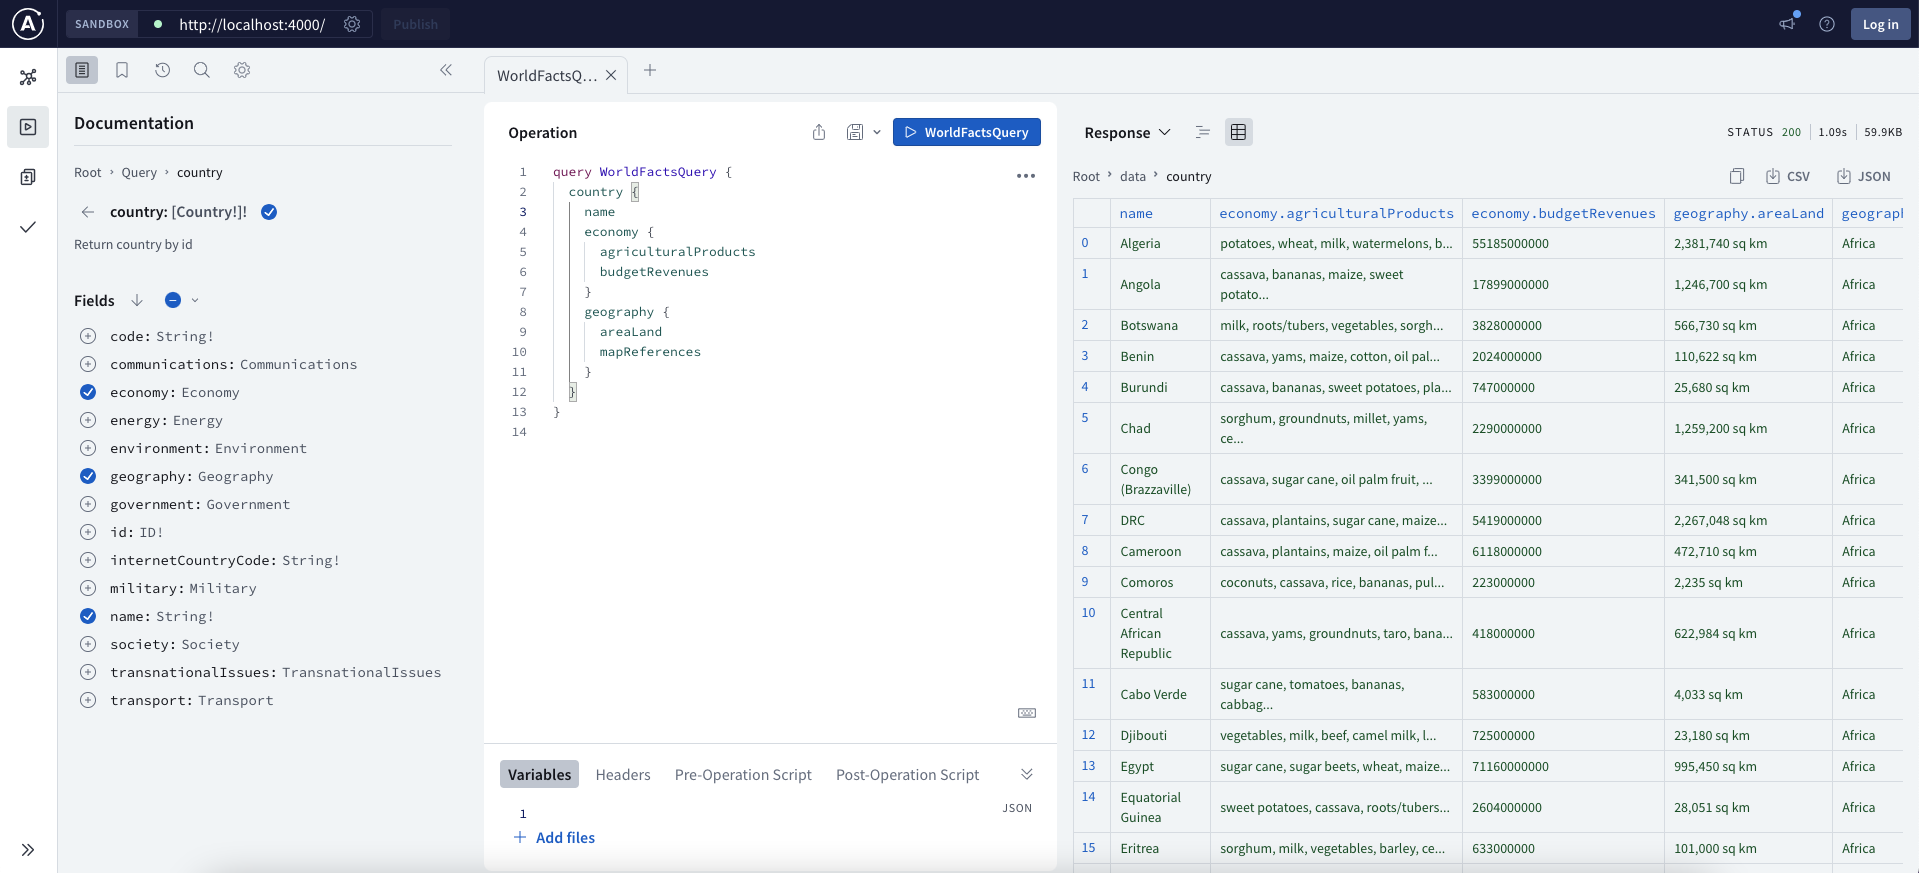 SANDBOX
http://localhost:4000/
Publish
Log in
Documentation
Root › Query › country
country: [Country!]!
Return country by id
Fields
code: String!
communications: Communications
economy: Economy
energy: Energy
environment: Environment
geography: Geography
government: Government
id: ID!
internetCountryCode: String!
military: Military
name: String!
society: Society
transnationalIssues: TransnationalIssues
transport: Transport
WorldFactsQ...
Operation
WorldFactsQuery
1 query WorldFactsQuery {
2 country {
3 name
4 economy {
5 agriculturalProducts
6 budgetRevenues
7 }
8 geography {
9 areaLand
10 mapReferences
11 }
12 }
13 }
14
Variables Headers Pre-Operation Script Post-Operation Script
1
JSON
Add files
Response
STATUS 200 1.09s 59.9KB
Root › data › country
CSV JSON
name economy.agriculturalProducts economy.budgetRevenues geography.areaLand
0 Algeria potatoes, wheat, milk, watermelons, b... 55185000000 2,381,740 sq km Africa
1 Angola cassava, bananas, maize, sweet
potato... 17899000000 1,246,700 sq km Africa
2 Botswana milk, roots/tubers, vegetables, sorgh... 3828000000 566,730 sq km Africa
3 Benin cassava, yams, maize, cotton, oil pal... 2024000000 110,622 sq km Africa
4 Burundi cassava, bananas, sweet potatoes, pla... 747000000 25,680 sq km Africa
5 Chad sorghum, groundnuts, millet, yams,
ce... 2290000000 1,259,200 sq km Africa
6 Congo
(Brazzaville) cassava, sugar cane, oil palm fruit, ... 3399000000 341,500 sq km Africa
7 DRC cassava, plantains, sugar cane, maize... 5419000000 2,267,048 sq km Africa
8 Cameroon cassava, plantains, maize, oil palm f... 6118000000 472,710 sq km Africa
9 Comoros coconuts, cassava, rice, bananas, pul... 223000000 2,235 sq km Africa
10 Central
African
Republic cassava, yams, groundnuts, taro, bana... 418000000 622,984 sq km Africa
11 Cabo Verde sugar cane, tomatoes, bananas,
cabbag... 583000000 4,033 sq km Africa
12 Djibouti vegetables, milk, beef, camel milk, l... 725000000 23,180 sq km Africa
13 Egypt sugar cane, sugar beets, wheat, maize... 71160000000 995,450 sq km Africa
14 Equatorial
Guinea sweet potatoes, cassava, roots/tubers... 2604000000 28,051 sq km Africa
15 Eritrea sorghum, milk, vegetables, barley, ce... 633000000 101,000 sq km Africa